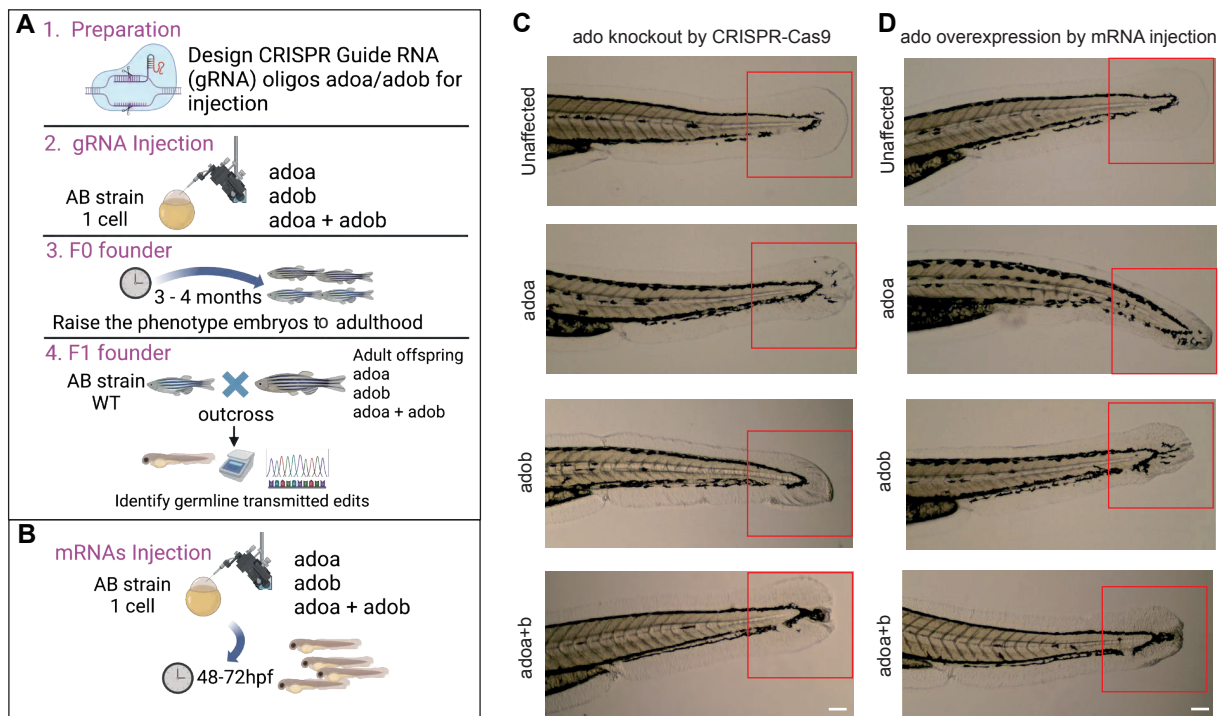 A
1. Preparation
Design CRISPR Guide RNA
(gRNA) oligos adoa/adob for
injection
2. gRNA Injection
AB strain
1 cell
adoa
adob
adoa + adob
3. F0 founder
3 - 4 months
Raise the phenotype embryos to adulthood
4. F1 founder
AB strain
WT
outcross
Adult offspring
adoa
adob
adoa + adob
Identify germline transmitted edits
B
mRNAs Injection
AB strain
1 cell
adoa
adob
adoa + adob
48-72hpf
C
ado knockout by CRISPR-Cas9
Unaffected
adoa
adob
adoa+b
D
ado overexpression by mRNA injection
Unaffected
adoa
adob
adoa+b